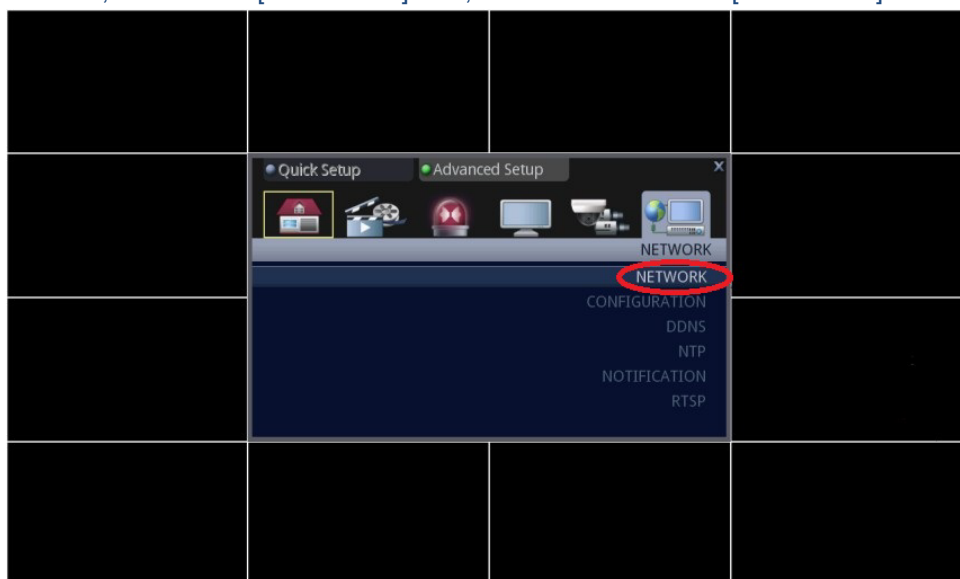 Quick Setup
Advanced Setup
X
NETWORK
NETWORK
CONFIGURATION
DDNS
NTP
NOTIFICATION
RTSP